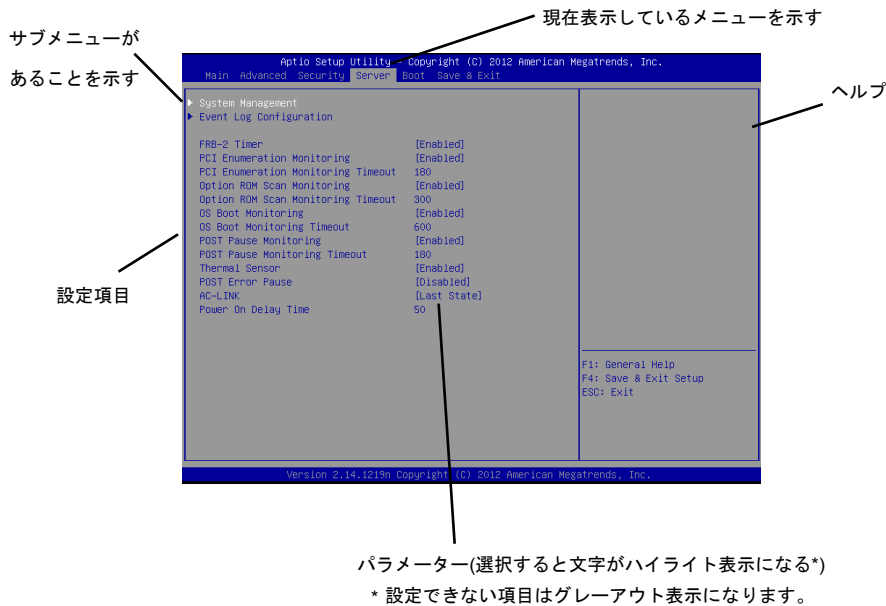 現在表示しているメニューを示す
サブメニューが
あることを示す
Aptio Setup Utility - Copyright (C) 2012 American Megatrends, Inc.
Main Advanced Security Server Boot Save & Exit
ヘルプ
System Management
Event Log Configuration
FRB-2 Timer [Enabled]
PCI Enumeration Monitoring [Enabled]
PCI Enumeration Monitoring Timeout 180
Option ROM Scan Monitoring [Enabled]
Option ROM Scan Monitoring Timeout 300
OS Boot Monitoring [Enabled]
OS Boot Monitoring Timeout 600
POST Pause Monitoring [Enabled]
POST Pause Monitoring Timeout 180
Thermal Sensor [Enabled]
POST Error Pause [Disabled]
AC-LINK [Last State]
Power On Delay Time 50
設定項目
F1: General Help
F4: Save & Exit Setup
ESC: Exit
Version 2.14.1219n Copyright (C) 2012 American Megatrends, Inc.
パラメーター(選択すると文字がハイライト表示になる*)
* 設定できない項目はグレーアウト表示になります。